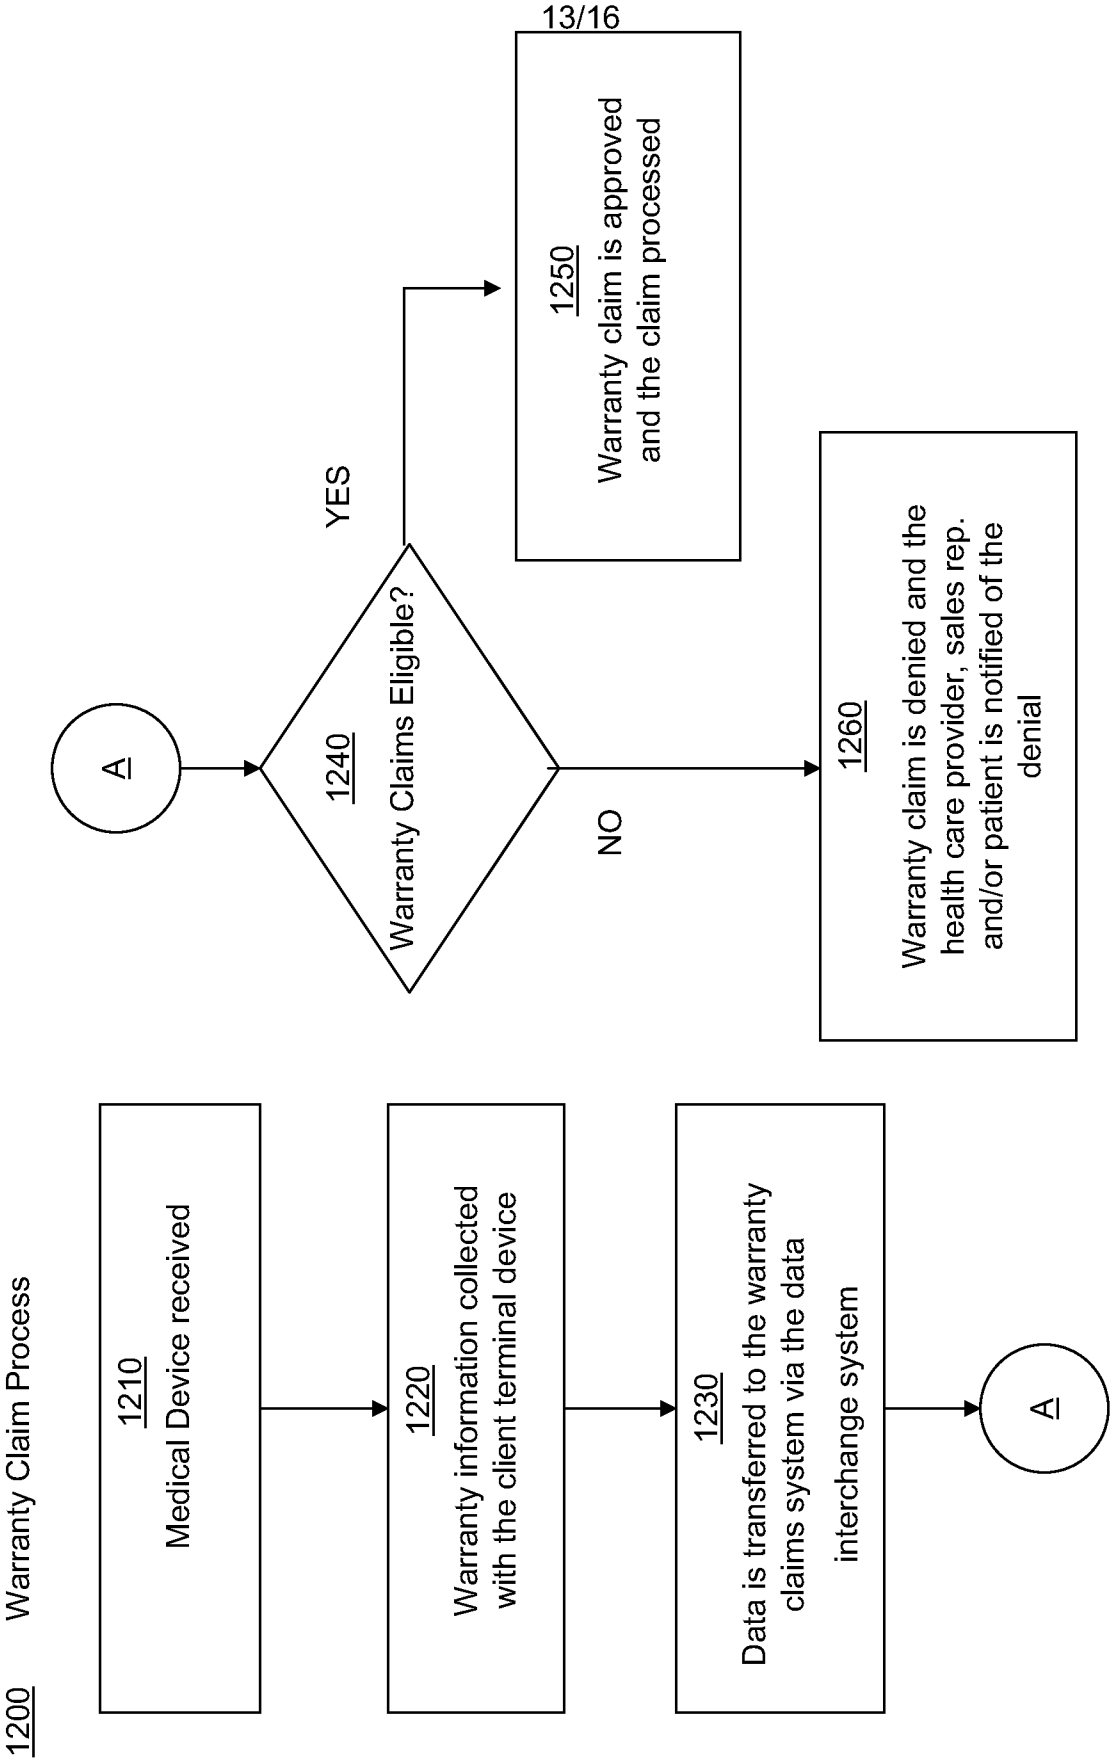 13/16
1200 Warranty Claim Process
1210
Medical Device received
1220
Warranty information collected
with the client terminal device
1230
Data is transferred to the warranty
claims system via the data
interchange system
A
A
1240
Warranty Claims Eligible?
YES
NO
1250
Warranty claim is approved
and the claim processed
1260
Warranty claim is denied and the
health care provider, sales rep.
and/or patient is notified of the
denial